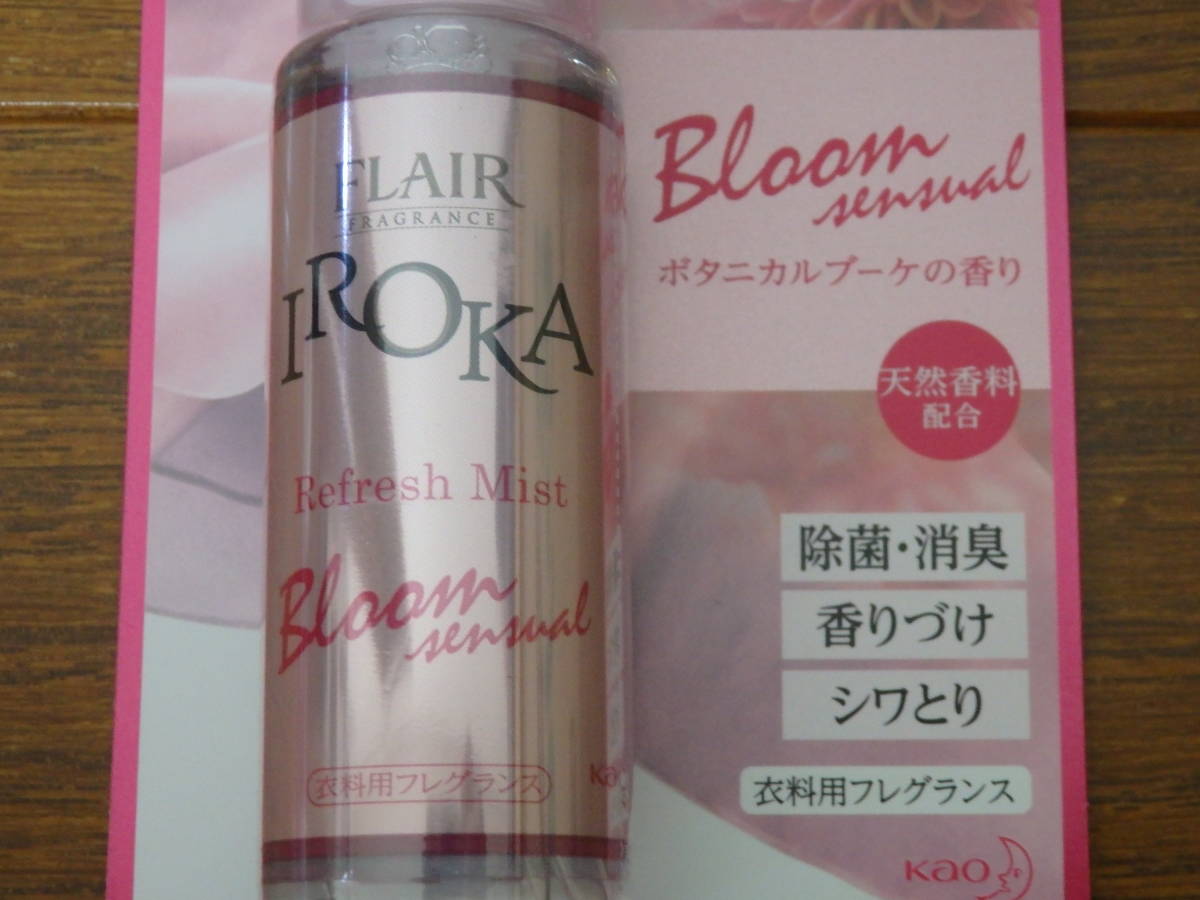 FLAIR
FRAGRANCE
IROKA
Refresh Mist
Bloom
sensual
衣料用フレグランス
Kao
Bloom
sensual
ボタニカルブーケの香り
天然香料
配合
除菌・消臭
香りづけ
シワとり
衣料用フレグランス
Kao